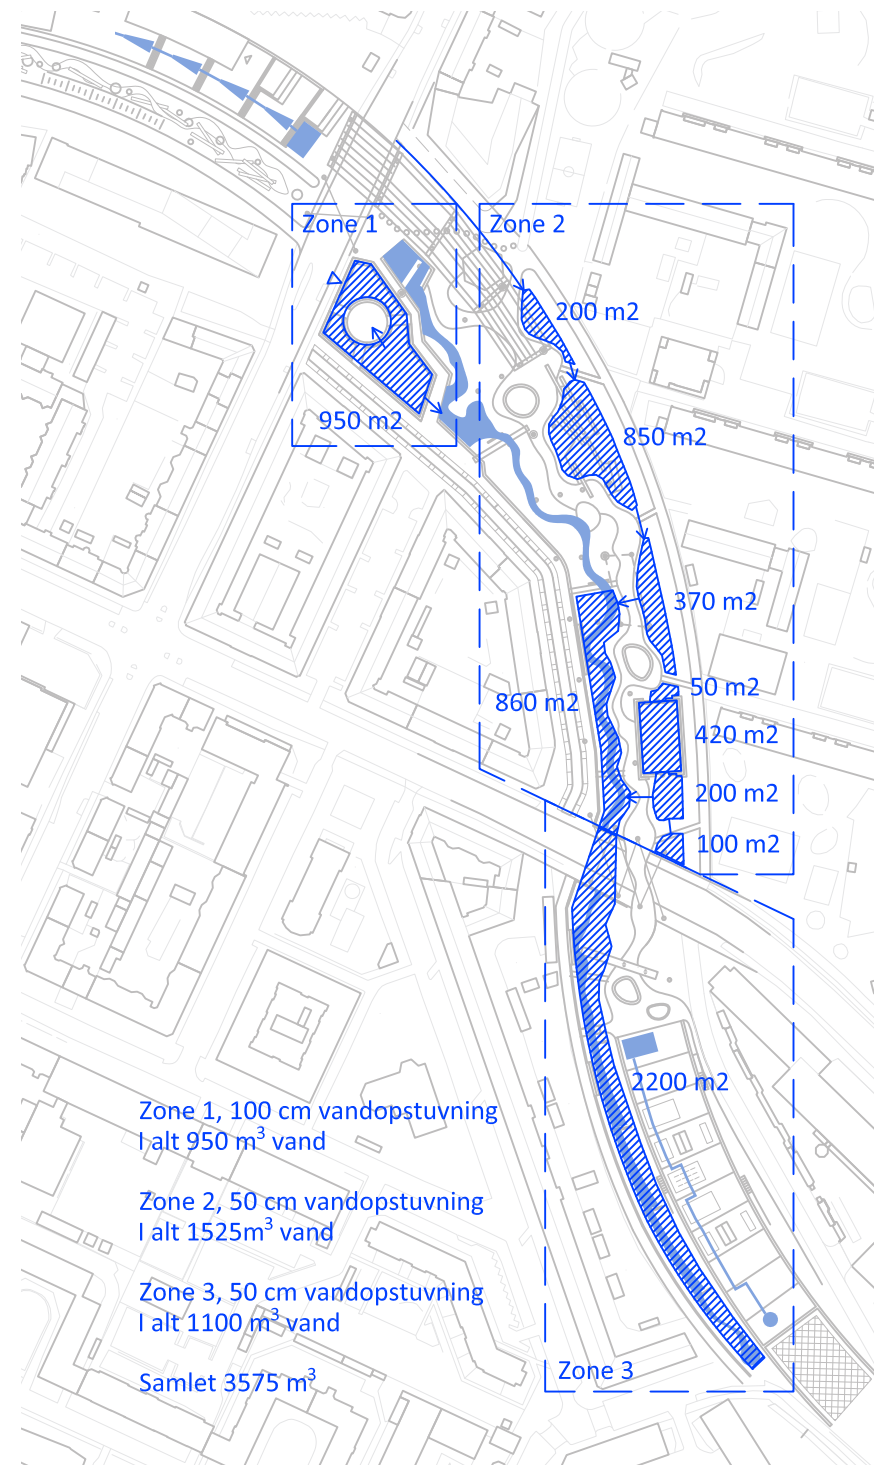 Zone 1
Zone 2
200 m2
950 m2
850 m2
370 m2
50 m2
860 m2
420 m2
200 m2
100 m2
2200 m2
Zone 1, 100 cm vandopstuvning
I alt 950 m³ vand
Zone 2, 50 cm vandopstuvning
I alt 1525m³ vand
Zone 3, 50 cm vandopstuvning
I alt 1100 m³ vand
Zone 3
Samlet 3575 m³